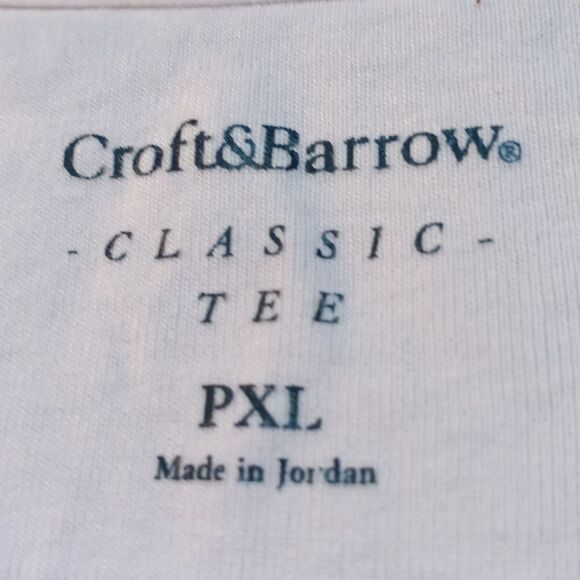 Croft&Barrow®
- C L A S S I C -
T E E
PXL
Made in Jordan